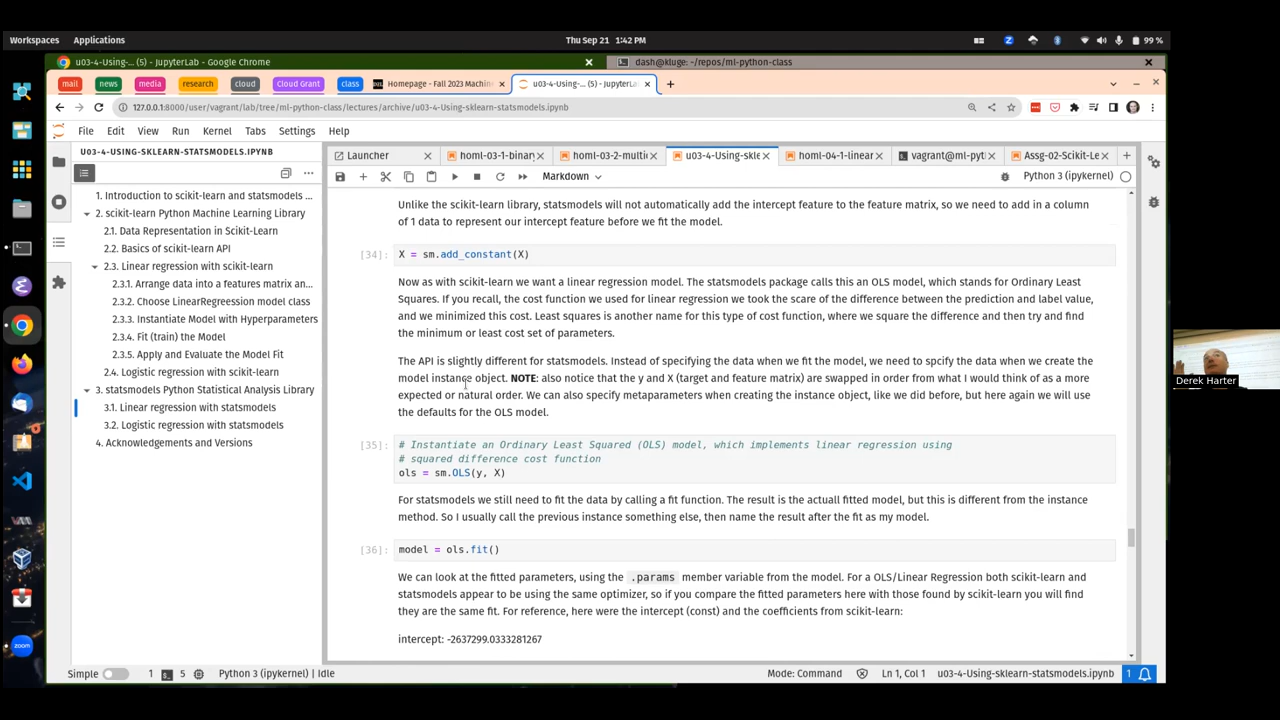 Workspaces
Applications
Thu Sep 21 1:42 PM
99 %
u03-4-Using-... (5) - JupyterLab - Google Chrome
dash@kluge: ~/repos/ml-python-class
mail
news
media
research
cloud
Cloud Grant
class
Homepage - Fall 2023 Machin
u03-4-Using-... (5) - JupyterLa
127.0.0.1:8000/user/vagrant/lab/tree/ml-python-class/lectures/archive/u03-4-Using-sklearn-statsmodels.ipynb
File Edit View Run Kernel Tabs Settings Help
U03-4-USING-SKLEARN-STATSMODELS.IPYNB
1. Introduction to scikit-learn and statsmodels ...
2. scikit-learn Python Machine Learning Library
2.1. Data Representation in Scikit-Learn
2.2. Basics of scikit-learn API
2.3. Linear regression with scikit-learn
2.3.1. Arrange data into a features matrix an...
2.3.2. Choose LinearRegreession model class
2.3.3. Instantiate Model with Hyperparameters
2.3.4. Fit (train) the Model
2.3.5. Apply and Evaluate the Model Fit
2.4. Logistic regression with scikit-learn
3. statsmodels Python Statistical Analysis Library
3.1. Linear regression with statsmodels
3.2. Logistic regression with statsmodels
4. Acknowledgements and Versions
Launcher
homl-03-1-binary
homl-03-2-multic
u03-4-Using-skle
homl-04-1-linear
vagrant@ml-pyt
Assg-02-Scikit-Le
Markdown
Python 3 (ipykernel)
Unlike the scikit-learn library, statsmodels will not automatically add the intercept feature to the feature matrix, so we need to add in a column
of 1 data to represent our intercept feature before we fit the model.
[34]: X = sm.add_constant(X)
Now as with scikit-learn we want a linear regression model. The statsmodels package calls this an OLS model, which stands for Ordinary Least
Squares. If you recall, the cost function we used for linear regression we took the scare of the difference between the prediction and label value,
and we minimized this cost. Least squares is another name for this type of cost function, where we square the difference and then try and find
the minimum or least cost set of parameters.
The API is slightly different for statsmodels. Instead of specifying the data when we fit the model, we need to spcify the data when we create the
model instance object. NOTE: also notice that the y and X (target and feature matrix) are swapped in order from what I would think of as a more
expected or natural order. We can also specify metaparameters when creating the instance object, like we did before, but here again we will use
the defaults for the OLS model.
[35]: # Instantiate an Ordinary Least Squared (OLS) model, which implements linear regression using
# squared difference cost function
ols = sm.OLS(y, X)
For statsmodels we still need to fit the data by calling a fit function. The result is the actuall fitted model, but this is different from the instance
method. So I usually call the previous instance something else, then name the result after the fit as my model.
[36]: model = ols.fit()
We can look at the fitted parameters, using the .params member variable from the model. For a OLS/Linear Regression both scikit-learn and
statsmodels appear to be using the same optimizer, so if you compare the fitted parameters here with those found by scikit-learn you will find
they are the same fit. For reference, here were the intercept (const) and the coefficients from scikit-learn:
intercept: -2637299.0333281267
Derek Harter
zoom
Simple
1
5
Python 3 (ipykernel) | Idle
Mode: Command
Ln 1, Col 1
u03-4-Using-sklearn-statsmodels.ipynb
1